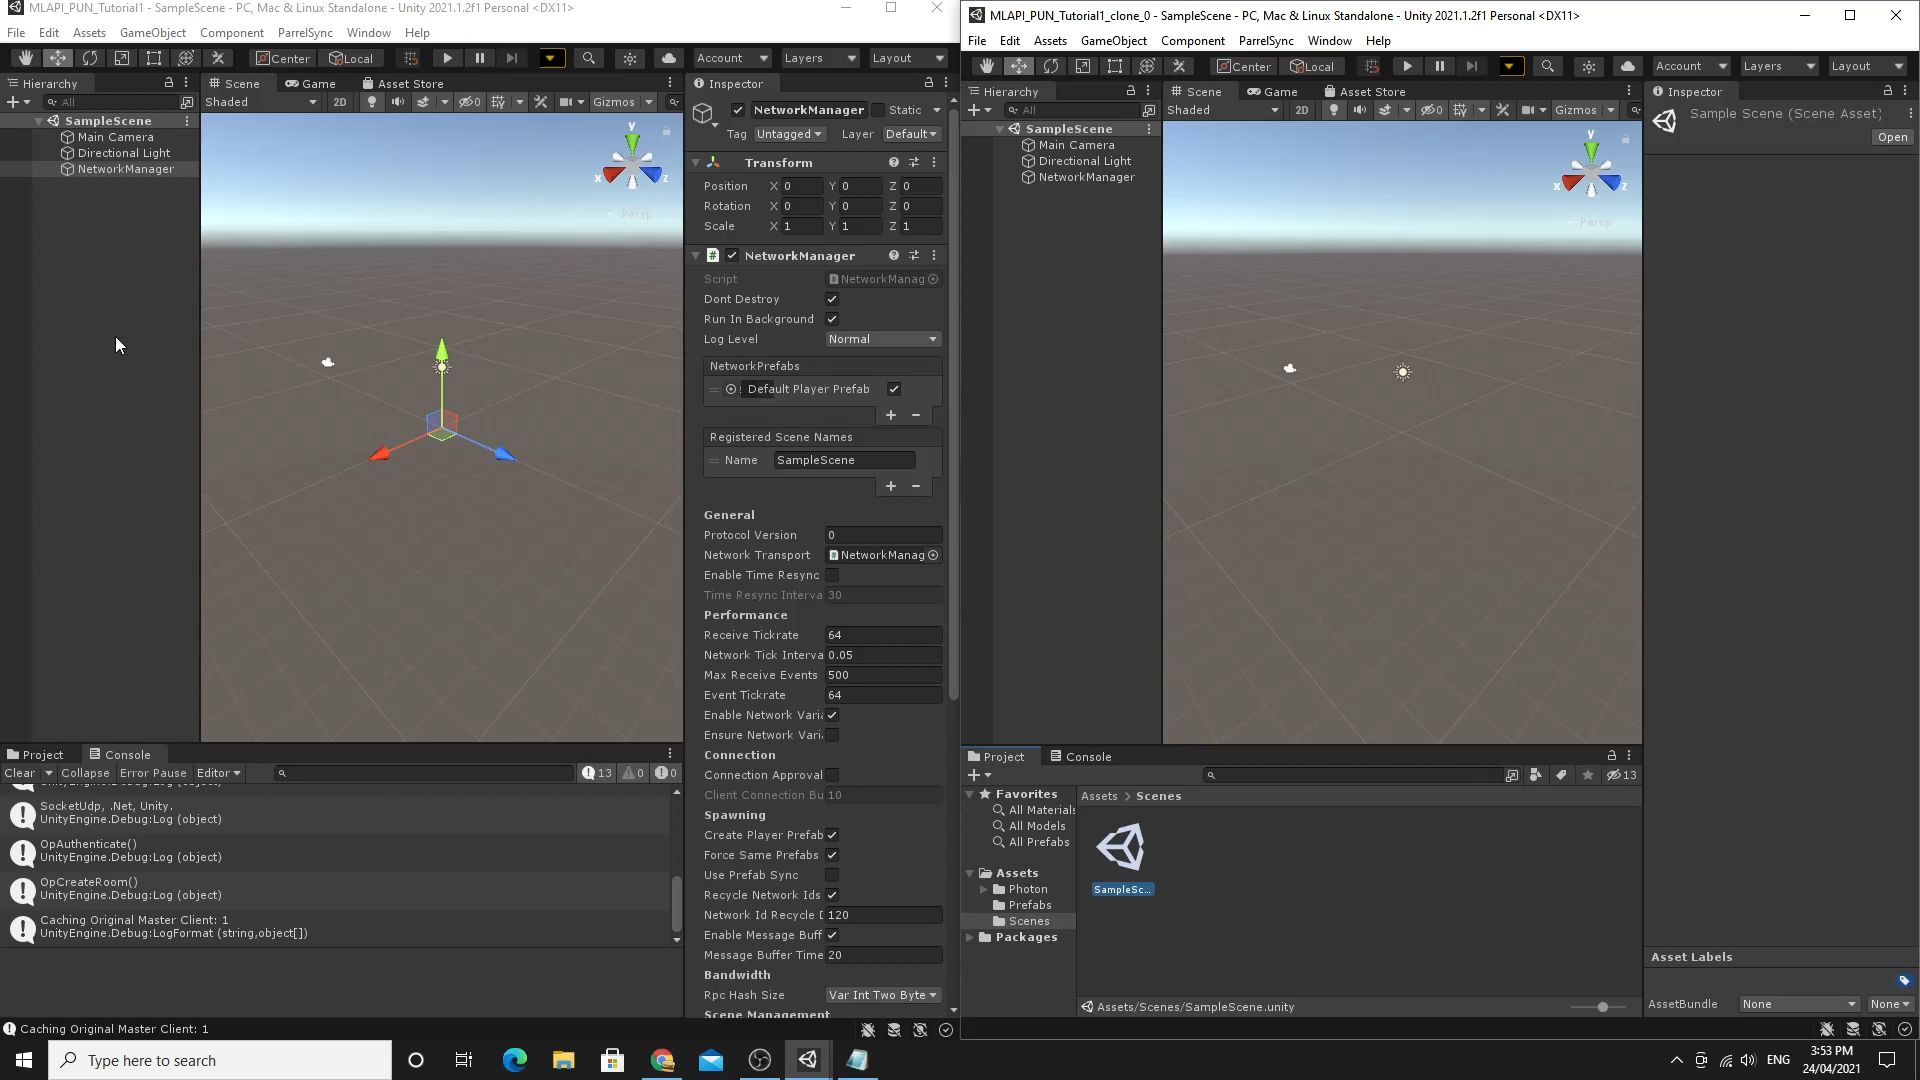 MLAPI_PUN_Tutorial1 - SampleScene - PC, Mac & Linux Standalone - Unity 2021.1.2f1 Personal <DX11>
File Edit Assets GameObject Component ParrelSync Window Help
Center Local Account Layers Layout
Hierarchy
All
SampleScene
Main Camera
Directional Light
NetworkManager
Scene Game Asset Store
Shaded 2D 0 Gizmos
y
x z
Persp
Inspector
NetworkManager Static
Tag Untagged Layer Default
Transform
Position X 0 Y 0 Z 0
Rotation X 0 Y 0 Z 0
Scale X 1 Y 1 Z 1
NetworkManager
Script NetworkManag
Dont Destroy
Run In Background
Log Level Normal
NetworkPrefabs
Default Player Prefab
Registered Scene Names
Name SampleScene
General
Protocol Version 0
Network Transport NetworkManag
Enable Time Resync
Time Resync Interva 30
Performance
Receive Tickrate 64
Network Tick Interva 0.05
Max Receive Events 500
Event Tickrate 64
Enable Network Varia
Ensure Network Vari
Connection
Connection Approval
Client Connection Bu 10
Spawning
Create Player Prefab
Force Same Prefabs
Use Prefab Sync
Recycle Network Ids
Network Id Recycle D 120
Enable Message Buff
Message Buffer Time 20
Bandwidth
Rpc Hash Size Var Int Two Byte
Scene Management
Project Console
Clear Collapse Error Pause Editor 13 0 0
UnityEngine.Debug:Log (object)
SocketUdp, .Net, Unity.
UnityEngine.Debug:Log (object)
OpAuthenticate()
UnityEngine.Debug:Log (object)
OpCreateRoom()
UnityEngine.Debug:Log (object)
Caching Original Master Client: 1
UnityEngine.Debug:LogFormat (string,object[])
Caching Original Master Client: 1
MLAPI_PUN_Tutorial1_clone_0 - SampleScene - PC, Mac & Linux Standalone - Unity 2021.1.2f1 Personal <DX11>
File Edit Assets GameObject Component ParrelSync Window Help
Center Local Account Layers Layout
Hierarchy
All
SampleScene
Main Camera
Directional Light
NetworkManager
Scene Game Asset Store
Shaded 2D 0 Gizmos
y
x z
Persp
Inspector
Sample Scene (Scene Asset)
Open
Project Console
13
Favorites
All Materials
All Models
All Prefabs
Assets
Photon
Prefabs
Scenes
Packages
Assets > Scenes
SampleSc...
Assets/Scenes/SampleScene.unity
Asset Labels
AssetBundle None None
Type here to search
ENG
3:53 PM
24/04/2021